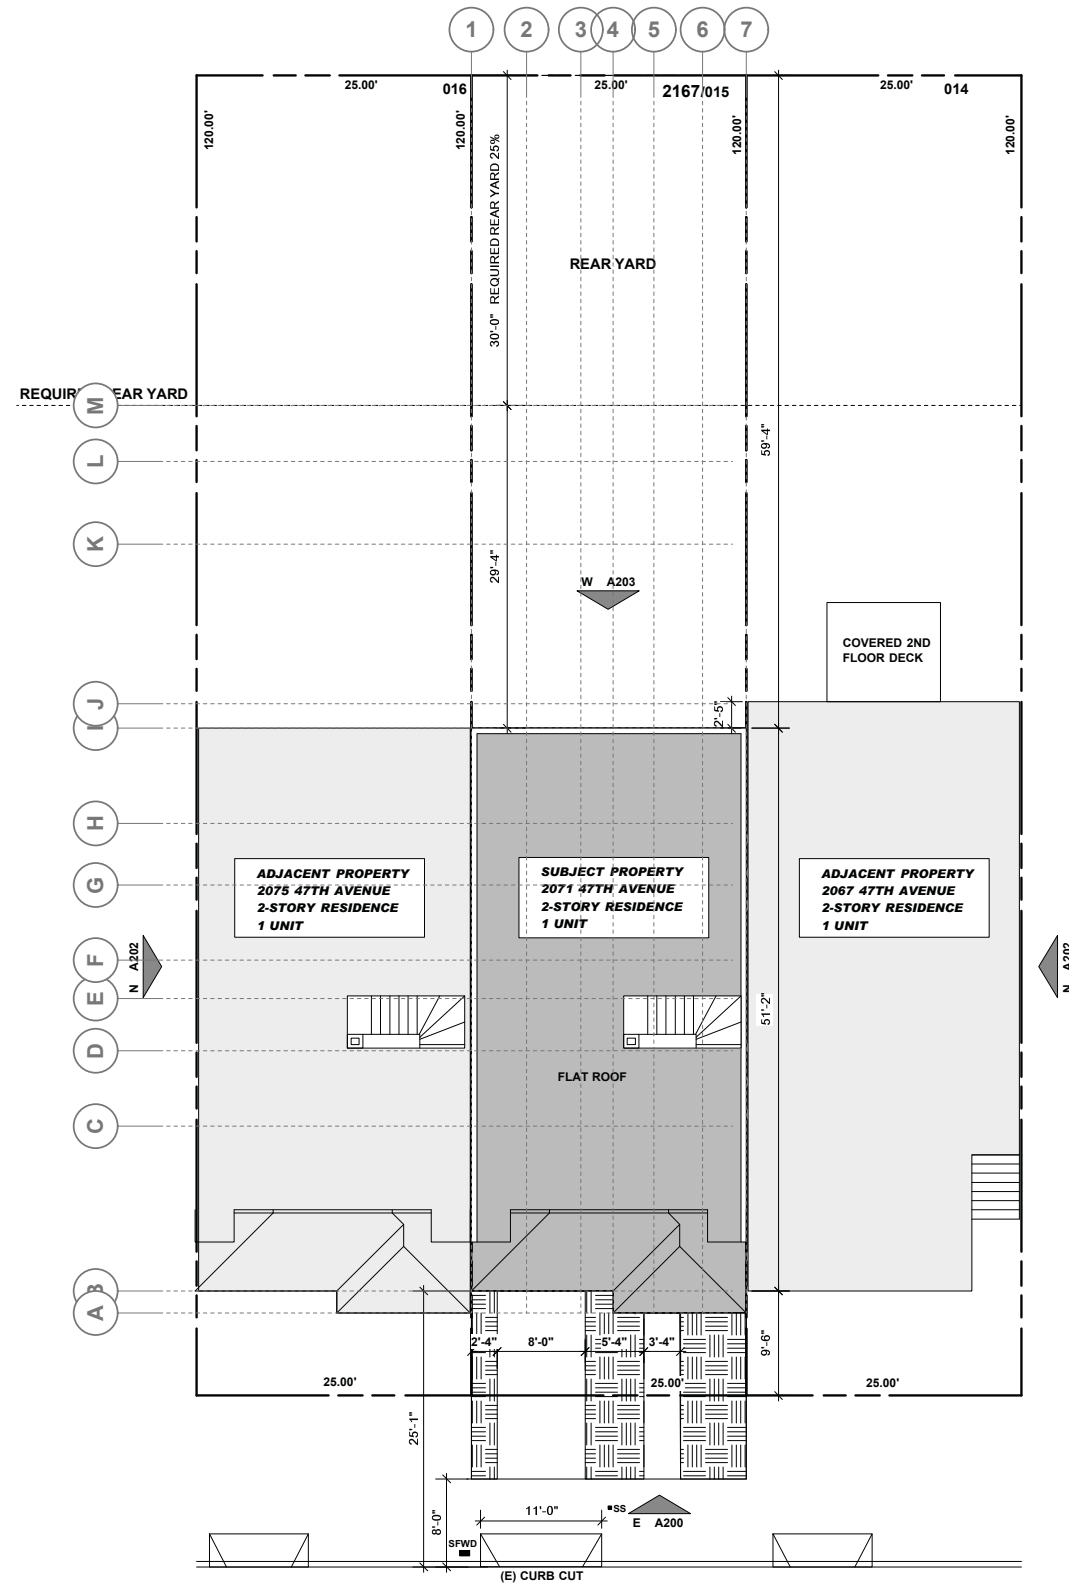 1 2 3 4 5 6 7
25.00' 016 25.00' 2167/015 25.00' 014
120.00' 120.00' 120.00' 120.00'
30'-0" REQUIRED REAR YARD 25%
REAR YARD
M
L
59'-4"
K
29'-4"
W A203
COVERED 2ND
FLOOR DECK
J
I
2'-5"
H
G
ADJACENT PROPERTY
2075 47TH AVENUE
2-STORY RESIDENCE
1 UNIT
SUBJECT PROPERTY
2071 47TH AVENUE
2-STORY RESIDENCE
1 UNIT
ADJACENT PROPERTY
2067 47TH AVENUE
2-STORY RESIDENCE
1 UNIT
N A202
N A202
F
E
51'-2"
D
FLAT ROOF
C
A
2'-4" 8'-0" 5'-4" 3'-4"
9'-6"
25.00' 25.00' 25.00'
25'-1"
8'-0"
11'-0"
SS
E A200
SFWD
(E) CURB CUT